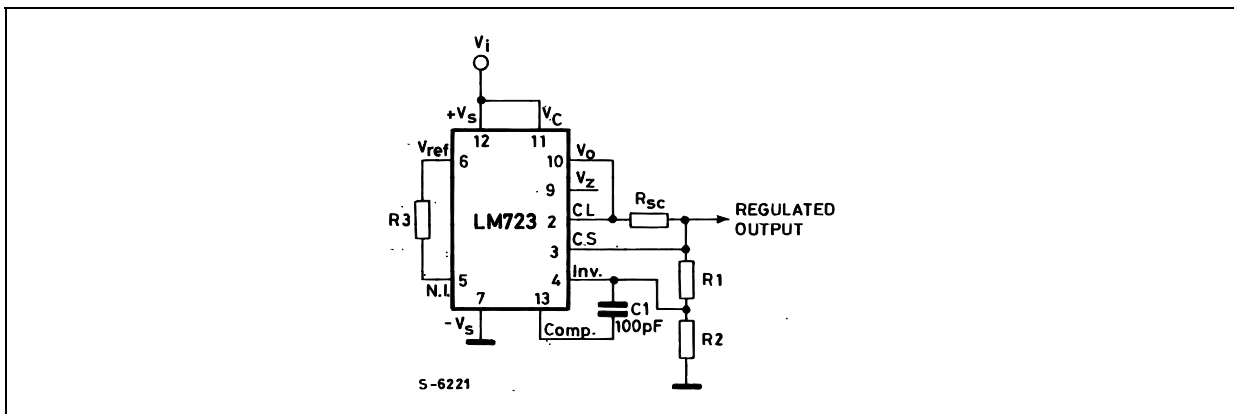 Vi
+Vs
VC
12
11
Vref
6
10
Vo
9
Vz
R3
LM723
2
CL
Rsc
REGULATED
OUTPUT
3
C.S
5
N.I.
4
Inv.
R1
7
13
C1
100pF
-Vs
Comp.
R2
S-6221